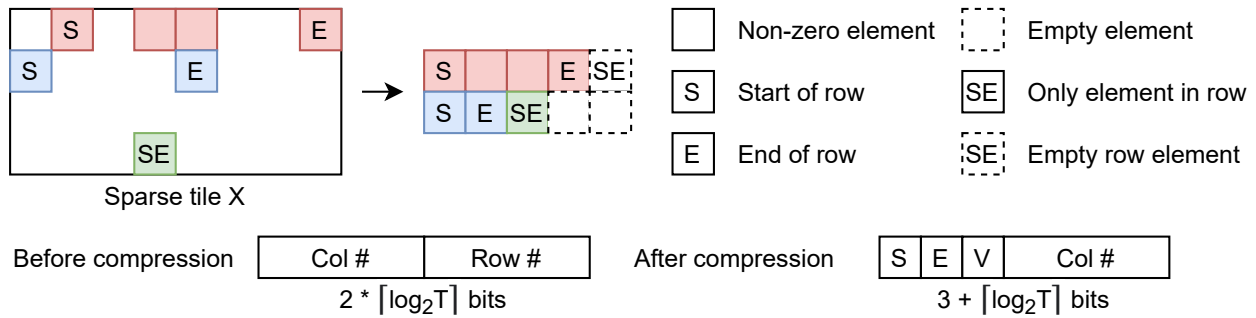 S
E
S
E
SE
Sparse tile X
S
E
SE
S
E
SE
Non-zero element
Empty element
S
Start of row
SE
Only element in row
E
End of row
SE
Empty row element
Before compression
Col #
Row #
2 * ⌈log₂T⌉ bits
After compression
S
E
V
Col #
3 + ⌈log₂T⌉ bits